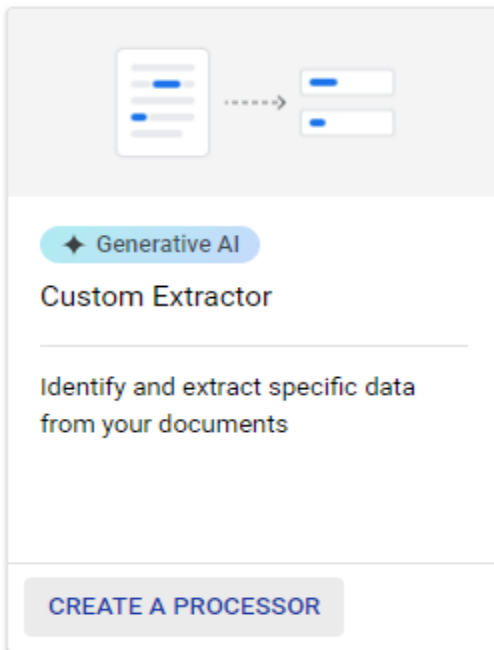 Generative AI
Custom Extractor
Identify and extract specific data
from your documents
CREATE A PROCESSOR